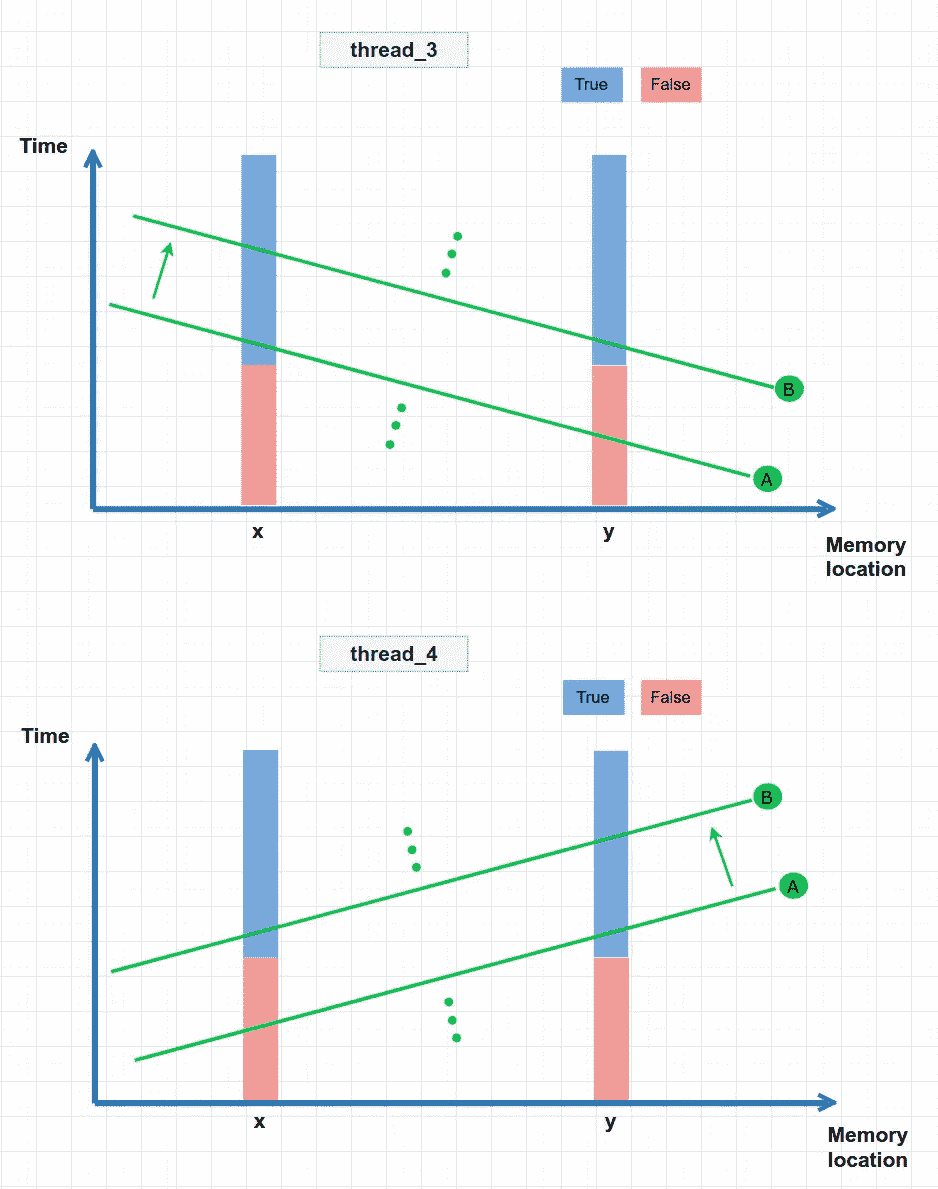 thread_3
True False
Time
B
A
x y
Memory
location
thread_4
True False
Time
B
A
x y
Memory
location